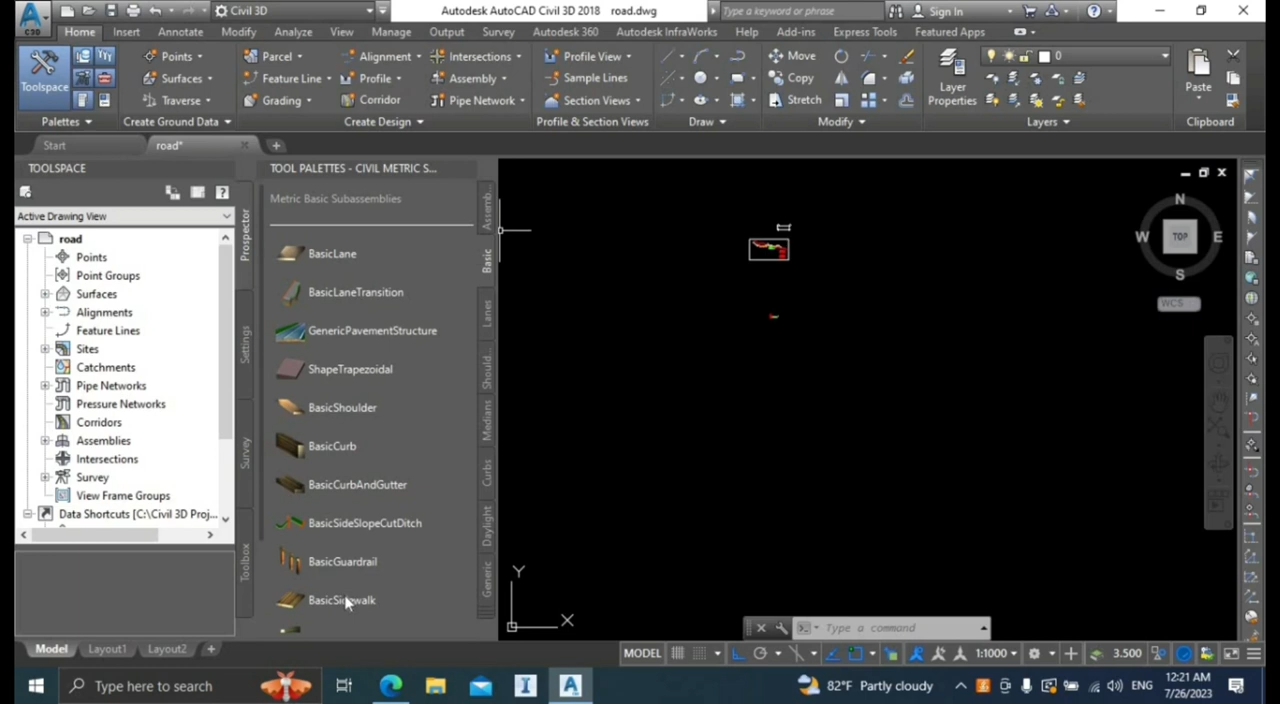 Civil 3D
Autodesk AutoCAD Civil 3D 2018 road.dwg
Type a keyword or phrase
Sign In
C3D
Home Insert Annotate Modify Analyze View Manage Output Survey Autodesk 360 Autodesk InfraWorks Help Add-ins Express Tools Featured Apps
Toolspace
Points
Surfaces
Traverse
Parcel
Feature Line
Grading
Alignment
Profile
Corridor
Intersections
Assembly
Pipe Network
Profile View
Sample Lines
Section Views
Move
Copy
Stretch
Layer
Properties
0
Paste
Palettes Create Ground Data Create Design Profile & Section Views Draw Modify Layers Clipboard
Start road*
TOOLSPACE
Active Drawing View
road
Points
Point Groups
Surfaces
Alignments
Feature Lines
Sites
Catchments
Pipe Networks
Pressure Networks
Corridors
Assemblies
Intersections
Survey
View Frame Groups
Data Shortcuts [C:\Civil 3D Proj...
Prospector
Settings
Survey
Toolbox
TOOL PALETTES - CIVIL METRIC S...
Metric Basic Subassemblies
BasicLane
BasicLaneTransition
GenericPavementStructure
ShapeTrapezoidal
BasicShoulder
BasicCurb
BasicCurbAndGutter
BasicSideSlopeCutDitch
BasicGuardrail
BasicSidewalk
Assemb...
Basic
Lanes
Should...
Medians
Curbs
Daylight
Generic
N
W TOP E
S
WCS
Y
X
Type a command
Model Layout1 Layout2
MODEL 1:1000 3.500
Type here to search
82°F Partly cloudy
ENG
12:21 AM
7/26/2023